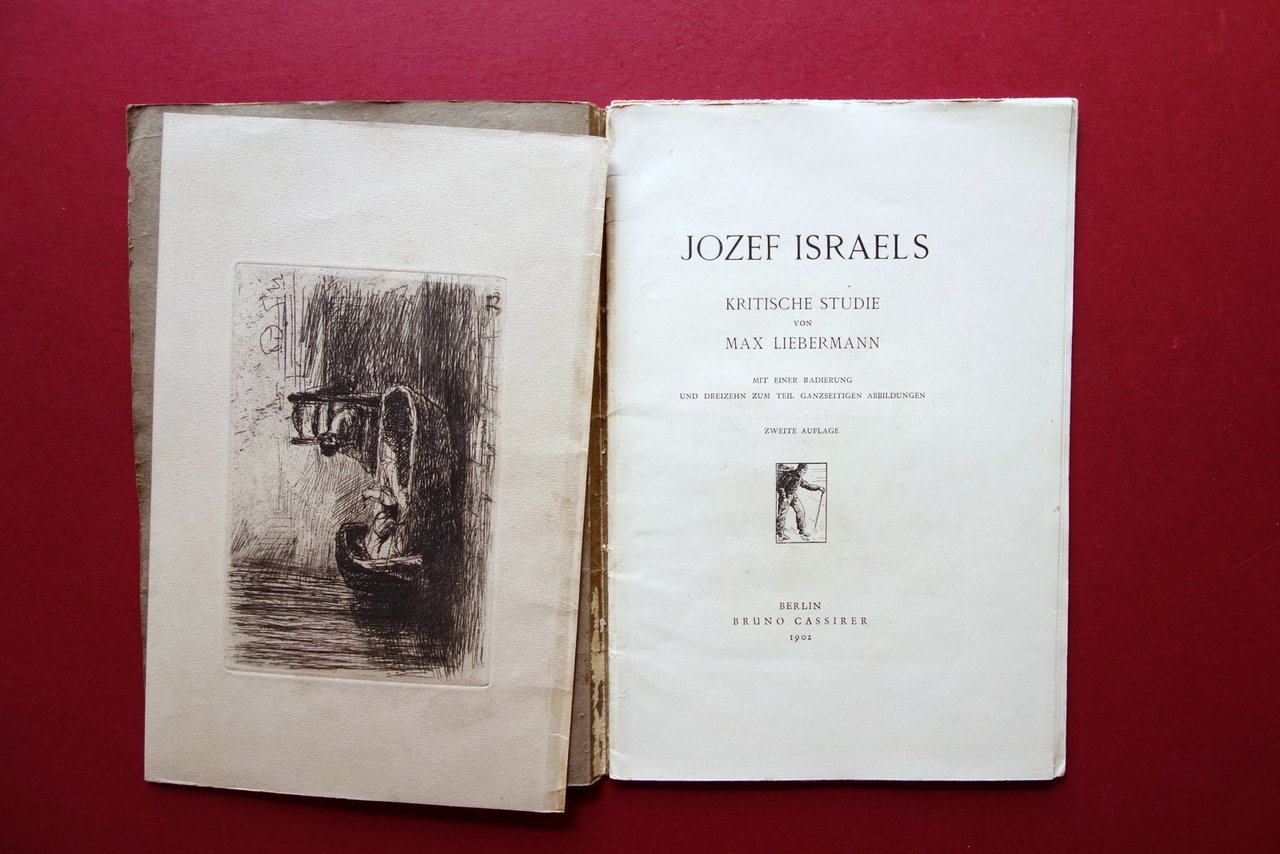 JOZEF ISRAELS
KRITISCHE STUDIE
VON
MAX LIEBERMANN
MIT EINER RADIERUNG
UND DREIZEHN ZUM TEIL GANZSEITIGEN ABBILDUNGEN
ZWEITE AUFLAGE
BERLIN
BRUNO CASSIRER
1902